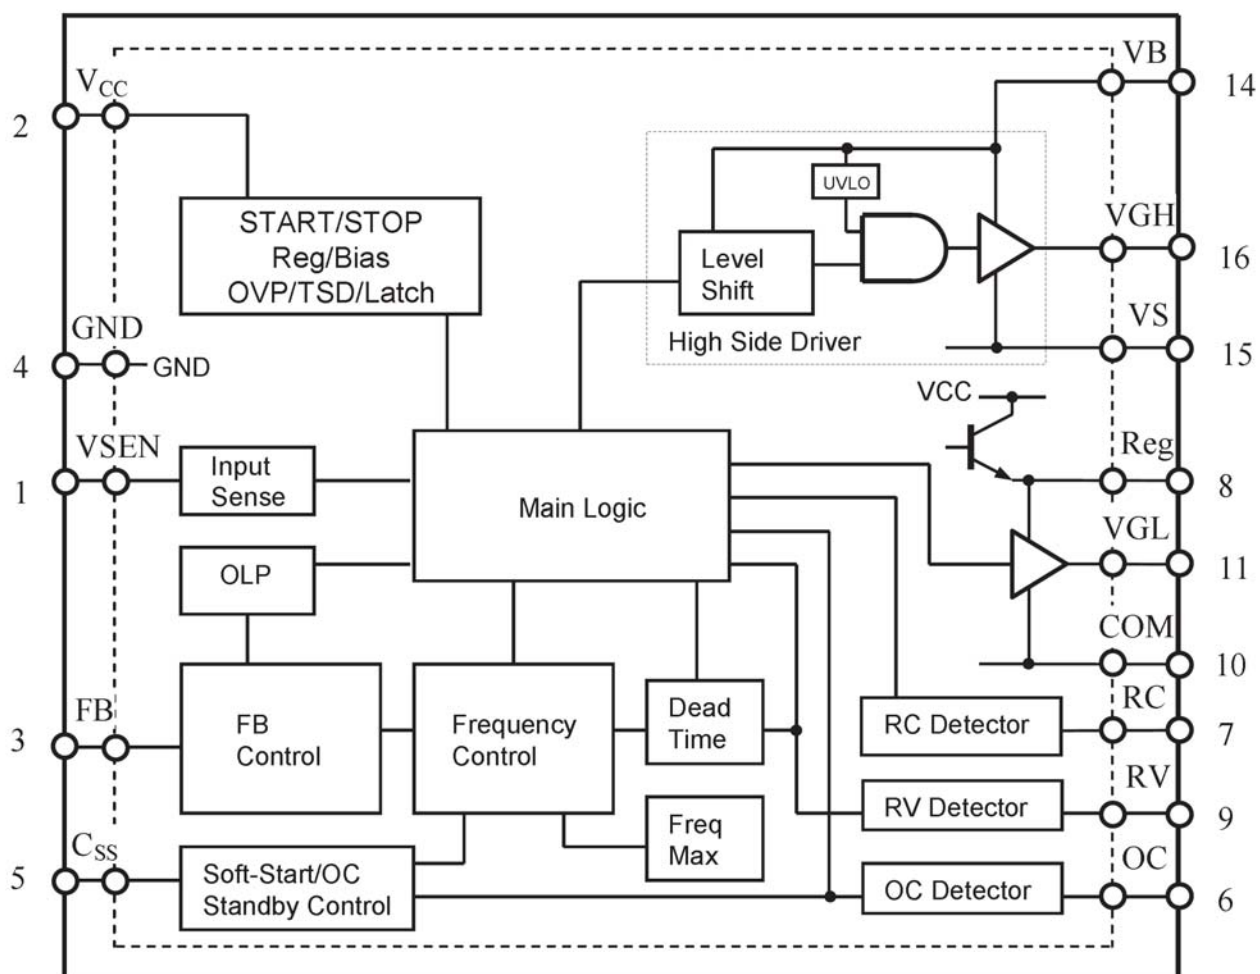 VB
V_CC
14
2
UVLO
START/STOP
Reg/Bias
OVP/TSD/Latch
VGH
Level
Shift
16
High Side Driver
VS
GND
GND
4
15
VCC
VSEN
Input
Sense
1
Reg
8
Main Logic
VGL
OLP
11
COM
10
FB
FB
Control
3
Frequency
Control
Dead
Time
RC Detector
RC
7
Freq
Max
RV Detector
RV
9
C_SS
Soft-Start/OC
Standby Control
5
OC Detector
OC
6